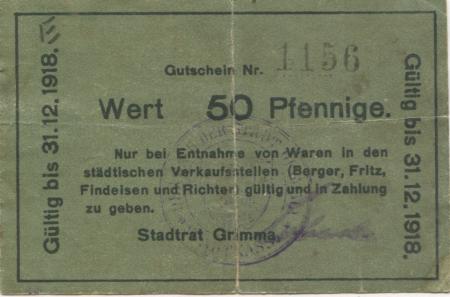 Gutschein Nr. 1156
Wert 50 Pfennige.
Nur bei Entnahme von Waren in den
städtischen Verkaufsstellen (Berger, Fritz,
Findeisen und Richter) gültig und in Zahlung
zu geben.
Stadtrat Grimma.
Gültig bis 31.12.1918.
Gültig bis 31.12.1918.